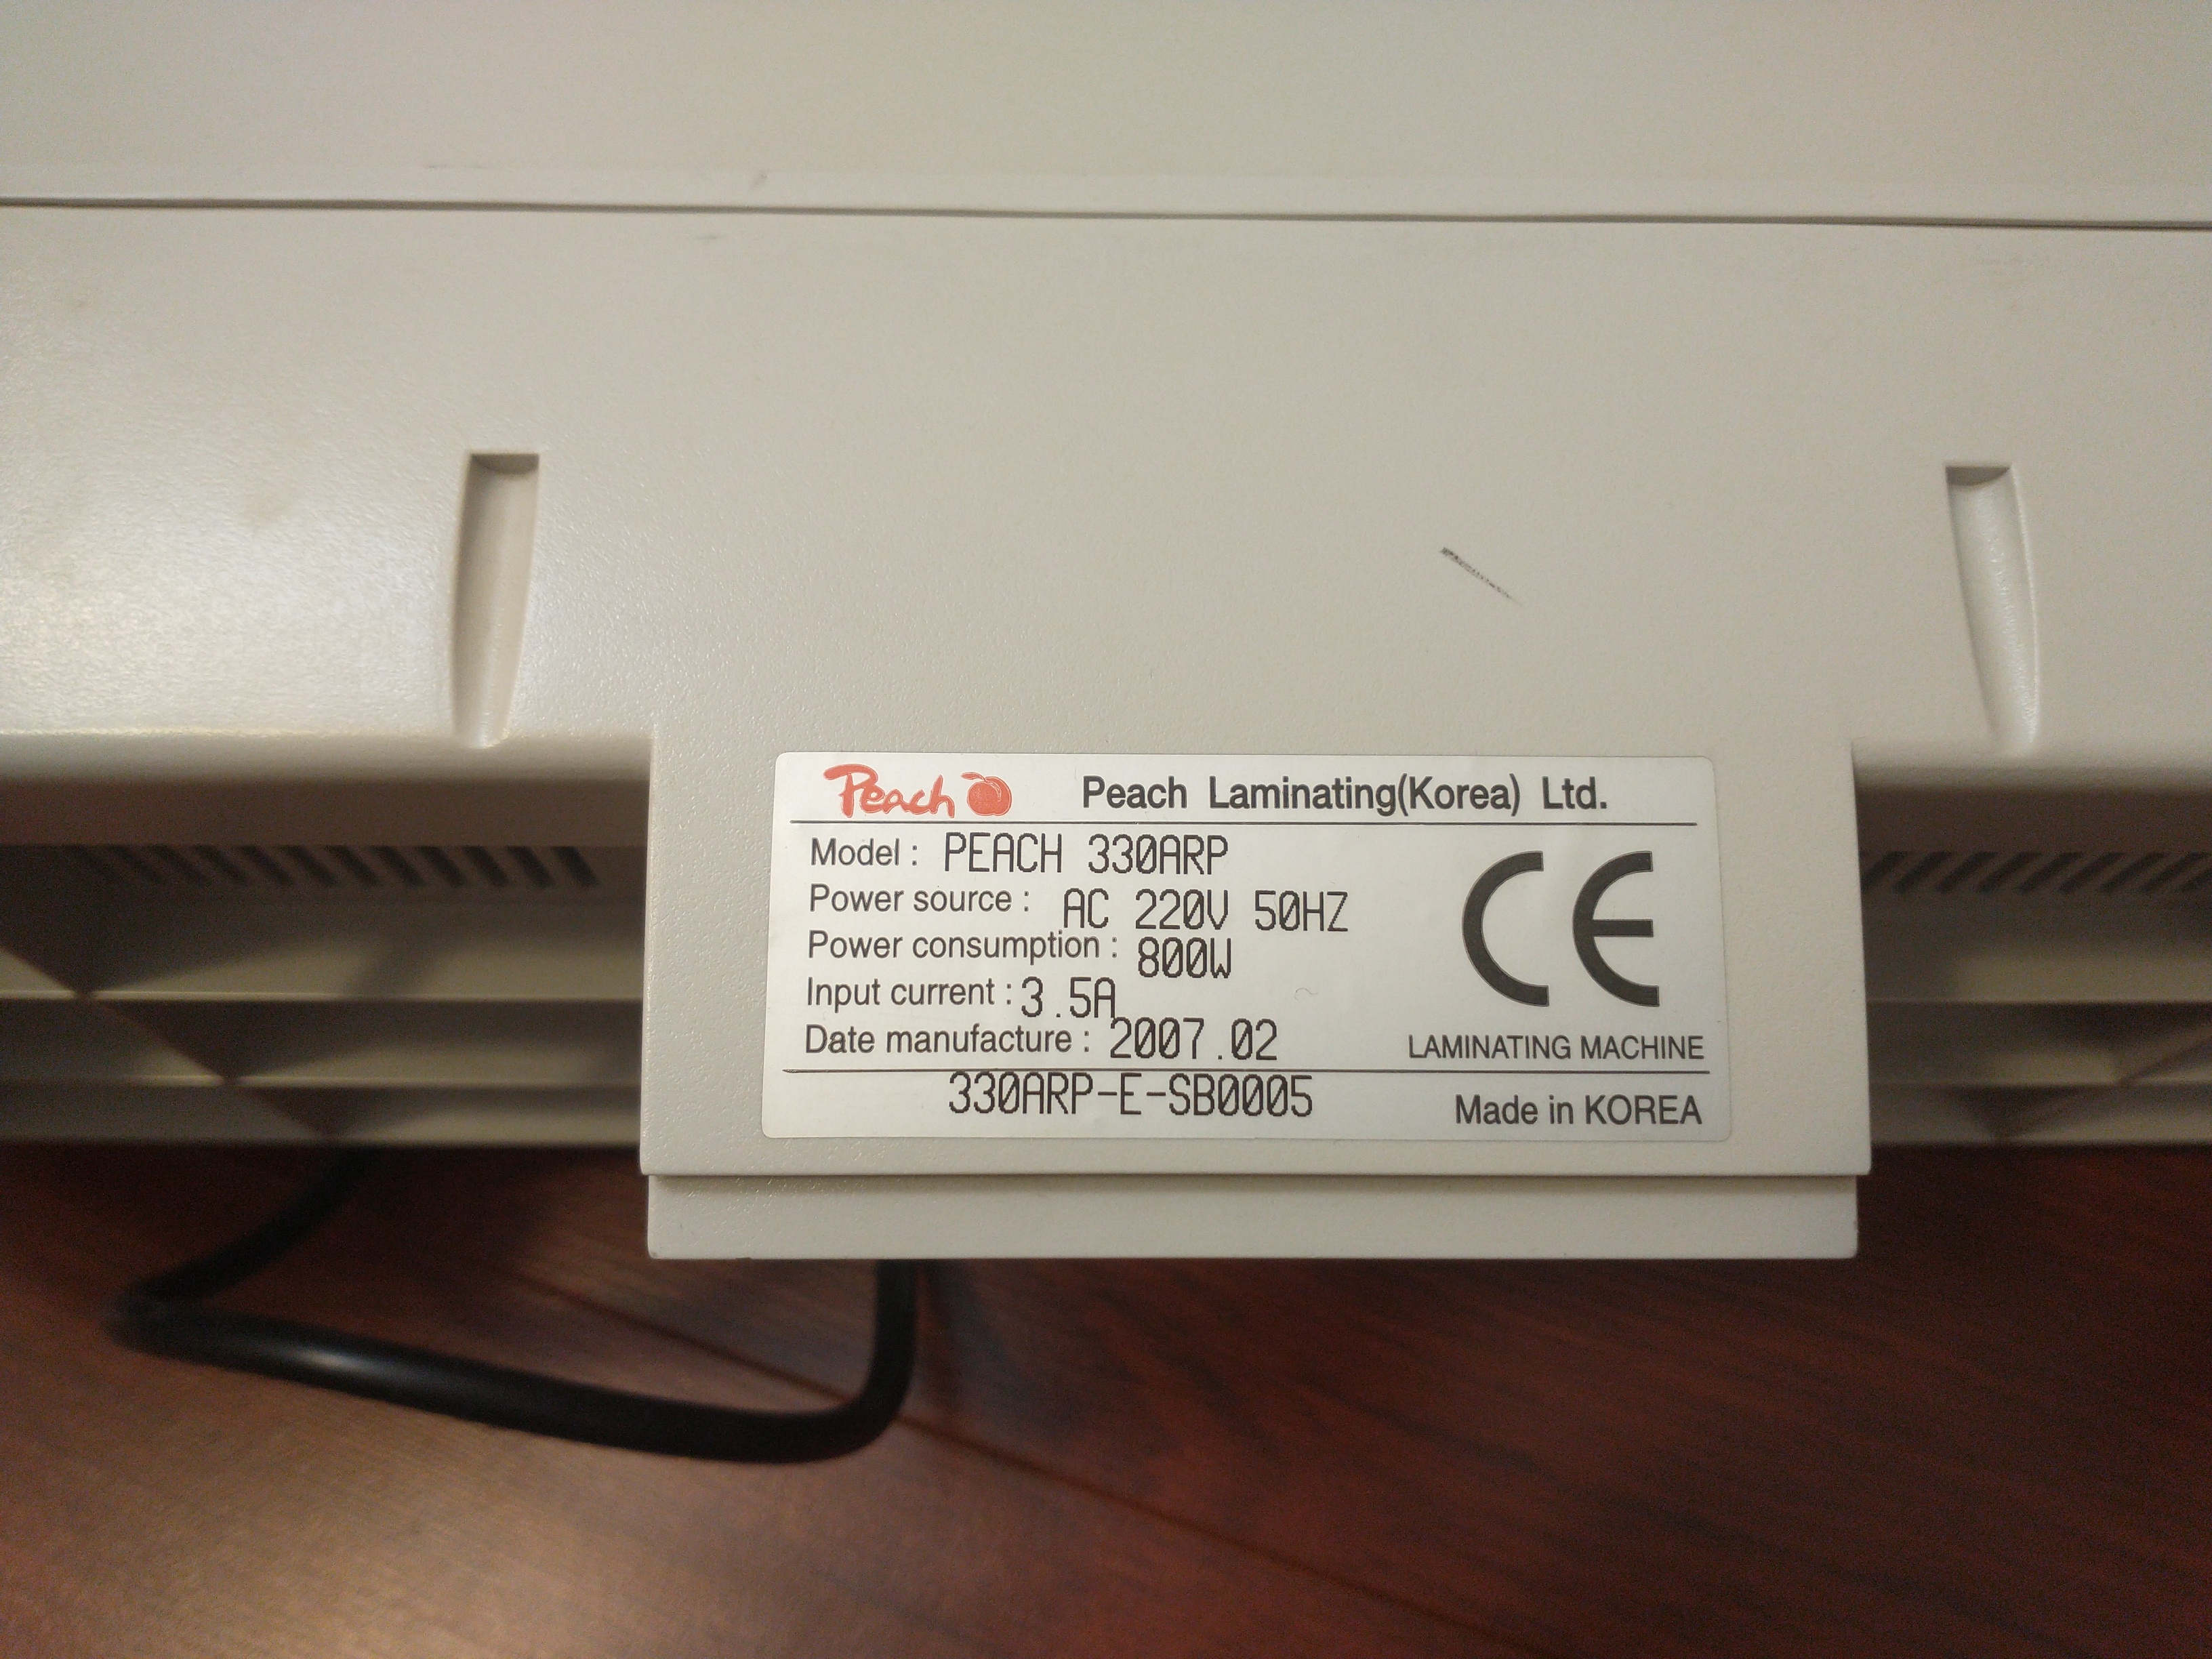 Peach Peach Laminating(Korea) Ltd.
Model : PEACH 330ARP
Power source : AC 220V 50HZ
Power consumption : 800W
Input current : 3.5A
Date manufacture : 2007.02
CE
LAMINATING MACHINE
330ARP-E-SB0005
Made in KOREA